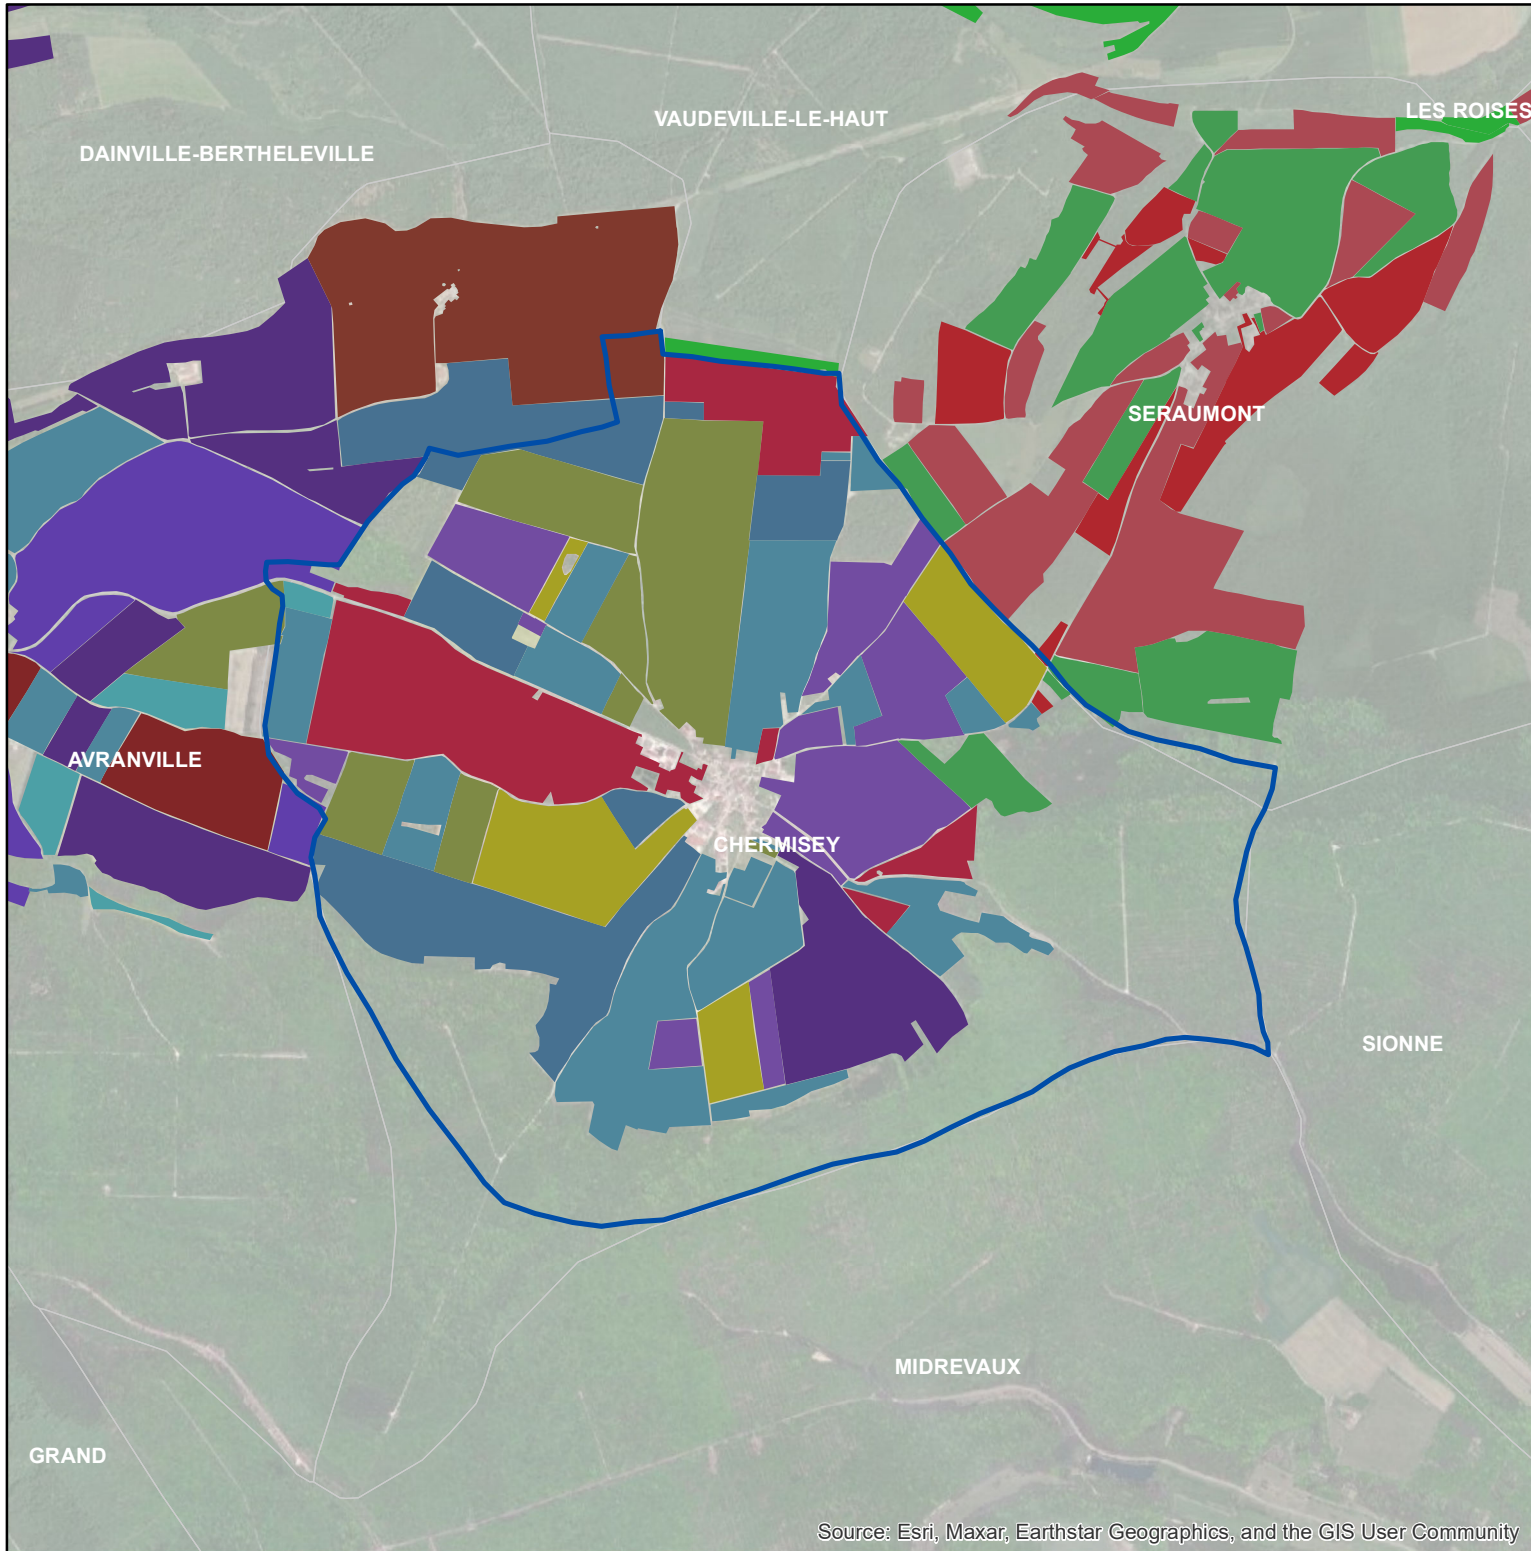 LES ROISES
VAUDEVILLE-LE-HAUT
DAINVILLE-BERTHELEVILLE
SERAUMONT
AVRANVILLE
CHERMISEY
SIONNE
MIDREVAUX
GRAND
Source: Esri, Maxar, Earthstar Geographics, and the GIS User Community